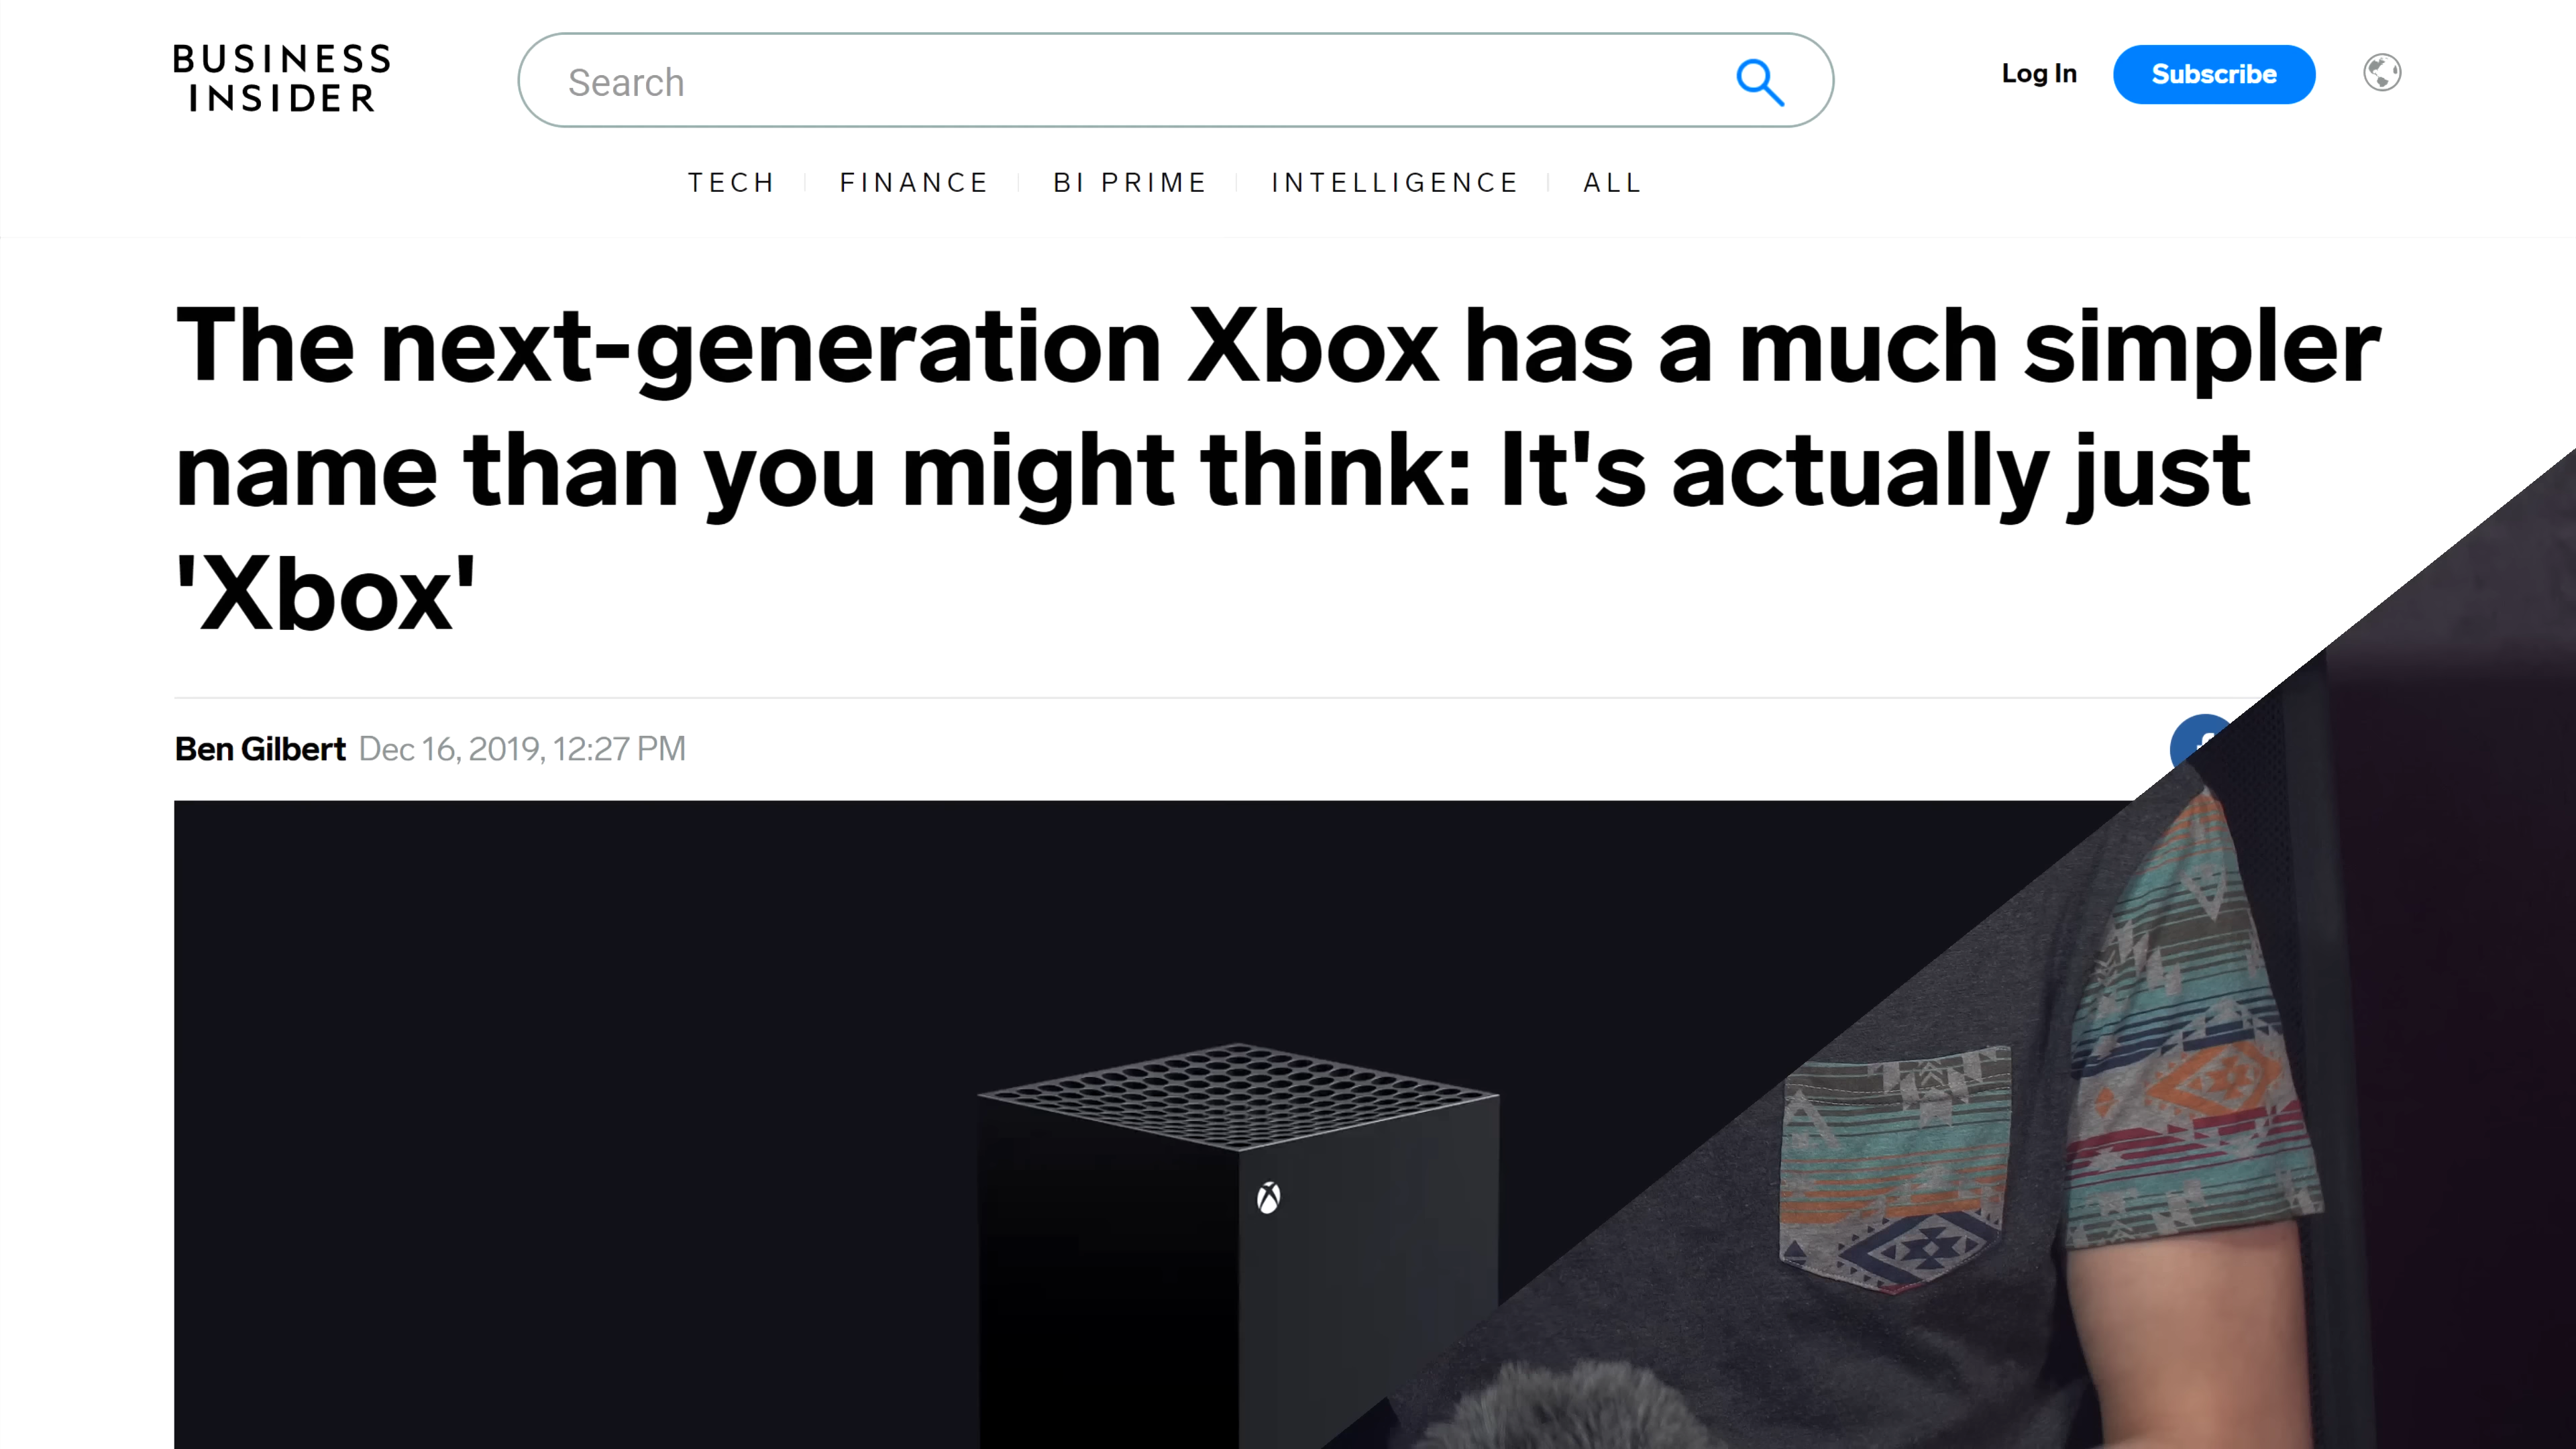 BUSINESS
INSIDER
Search
Log In
Subscribe
TECH
FINANCE
BI PRIME
INTELLIGENCE
ALL
The next-generation Xbox has a much simpler
name than you might think: It's actually just
'Xbox'
Ben Gilbert Dec 16, 2019, 12:27 PM